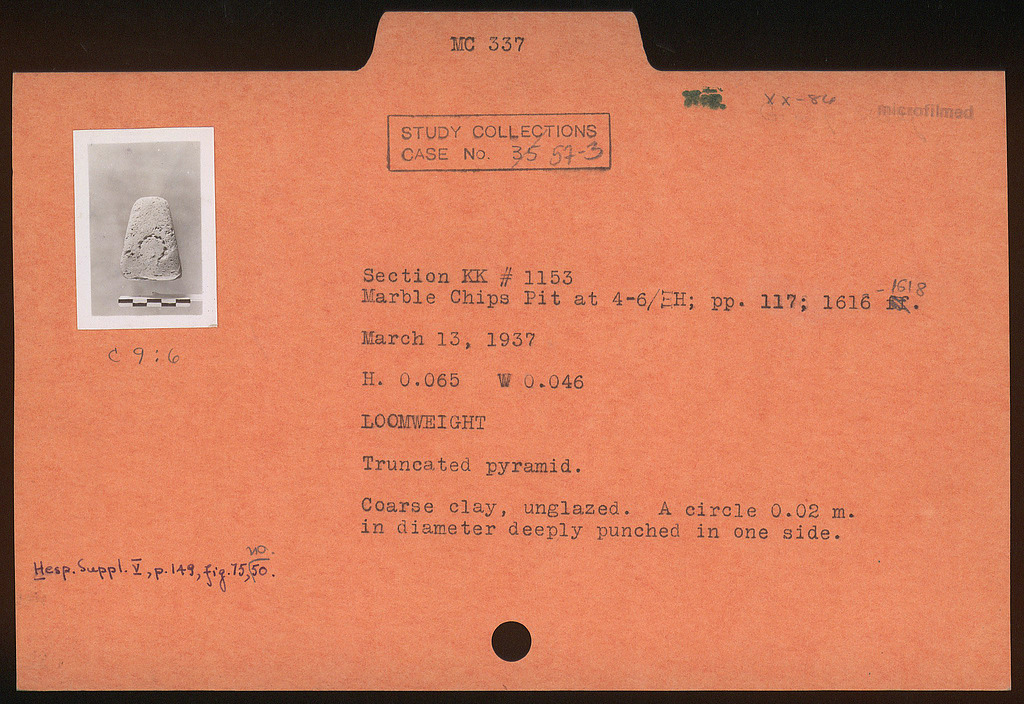 MC 337
XX-86
microfilmed
STUDY COLLECTIONS
CASE No. 35 57-3
Section KK # 1153
Marble Chips Pit at 4-6/ΞH; pp. 117; 1616 -1618.
March 13, 1937
H. 0.065 W 0.046
C 9:6
LOOMWEIGHT
Truncated pyramid.
Coarse clay, unglazed. A circle 0.02 m.
in diameter deeply punched in one side.
Hesp. Suppl. V, p. 149, fig. 75, no. 50.